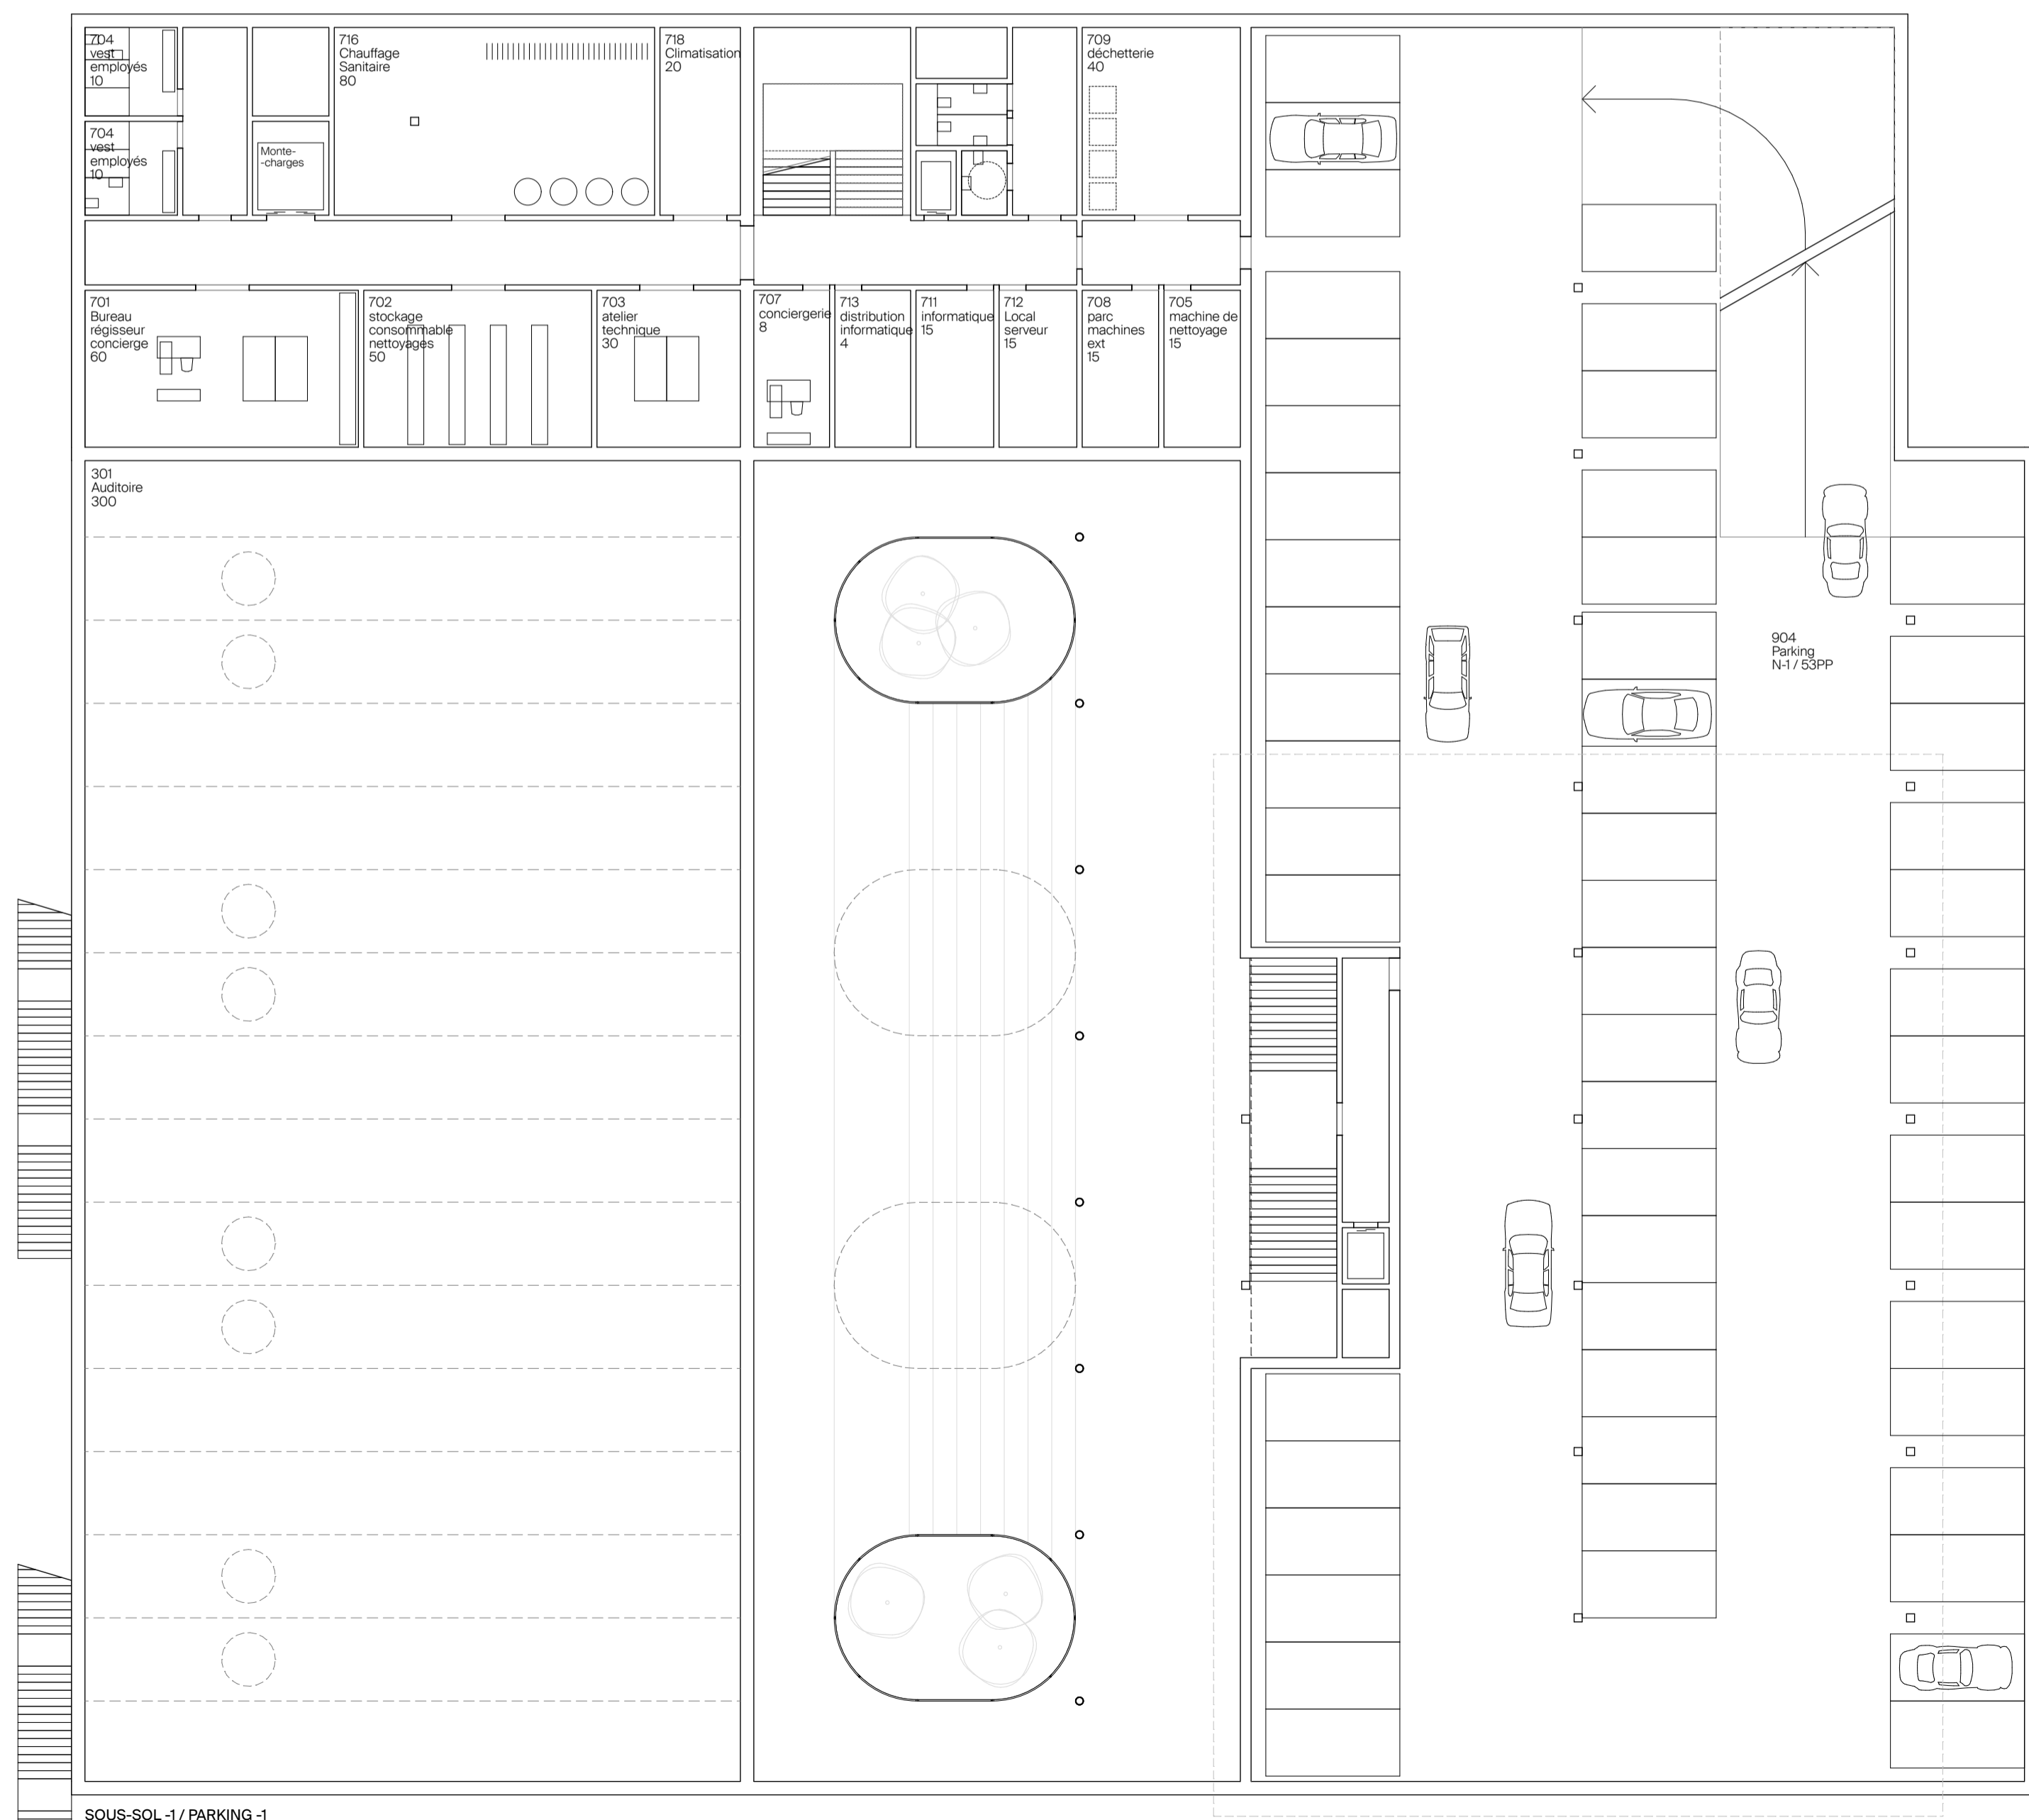 704
vest
employés
10
716
Chauffage
Sanitaire
80
718
Climatisation
20
709
déchetterie
40
704
vest
employés
10
Monte-
-charges
701
Bureau
régisseur
concierge
60
702
stockage
consommable
nettoyages
50
703
atelier
technique
30
707
conciergerie
8
713
distribution
informatique
4
711
informatique
15
712
Local
serveur
15
708
parc
machines
ext
15
705
machine de
nettoyage
15
301
Auditoire
300
904
Parking
N-1 / 53PP
SOUS-SOL -1 / PARKING -1